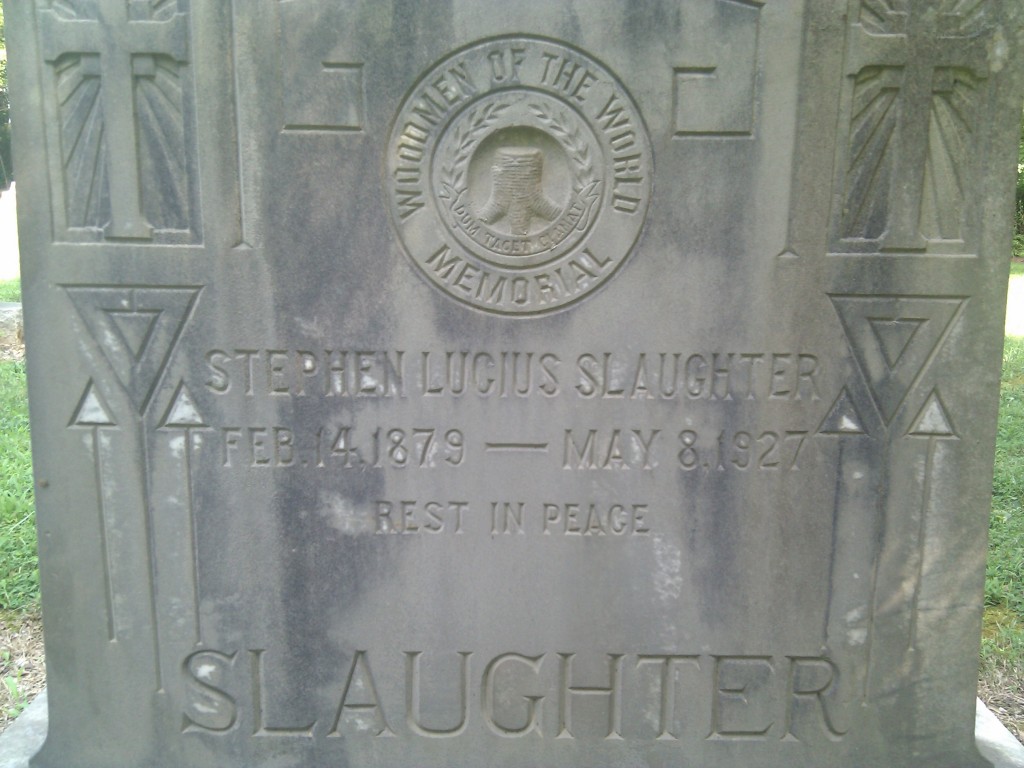 WOODMEN OF THE WORLD
MEMORIAL
DUM TACET CLAMAT
STEPHEN LUCIUS SLAUGHTER
FEB. 14, 1879 — MAY 8, 1927
REST IN PEACE
SLAUGHTER